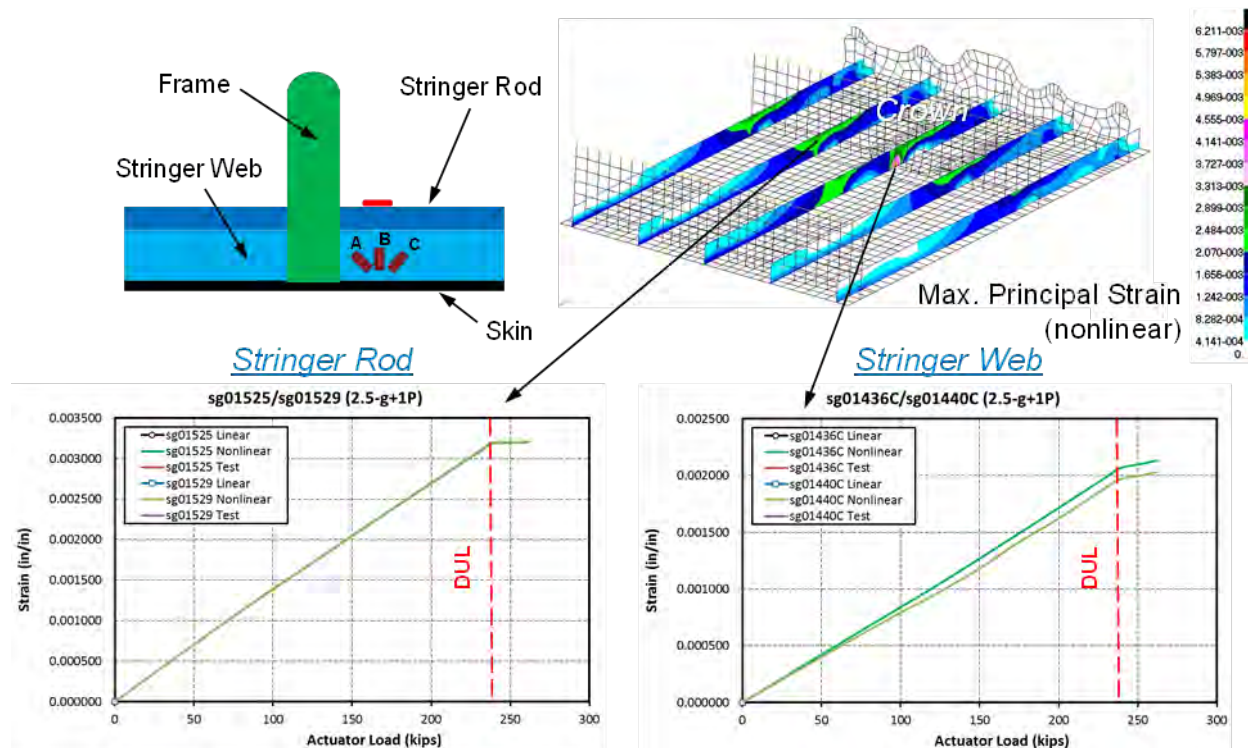 Frame
Stringer Rod
Stringer Web
A
B
C
Skin
Crown
Max. Principal Strain
(nonlinear)
6.211-003
5.797-003
5.383-003
4.969-003
4.555-003
4.141-003
3.727-003
3.313-003
2.899-003
2.484-003
2.070-003
1.656-003
1.242-003
8.282-004
4.141-004
0.
Stringer Rod
sg01525/sg01529 (2.5-g+1P)
0.003500
0.003000
0.002500
0.002000
0.001500
0.001000
0.000500
0.000000
Strain (in/in)
sg01525 Linear
sg01525 Nonlinear
sg01525 Test
sg01529 Linear
sg01529 Nonlinear
sg01529 Test
DUL
0
50
100
150
200
250
300
Actuator Load (kips)
Stringer Web
sg01436C/sg01440C (2.5-g+1P)
0.002500
0.002000
0.001500
0.001000
0.000500
0.000000
Strain (in/in)
sg01436C Linear
sg01436C Nonlinear
sg01436C Test
sg01440C Linear
sg01440C Nonlinear
sg01440C Test
DUL
0
50
100
150
200
250
300
Actuator Load (kips)